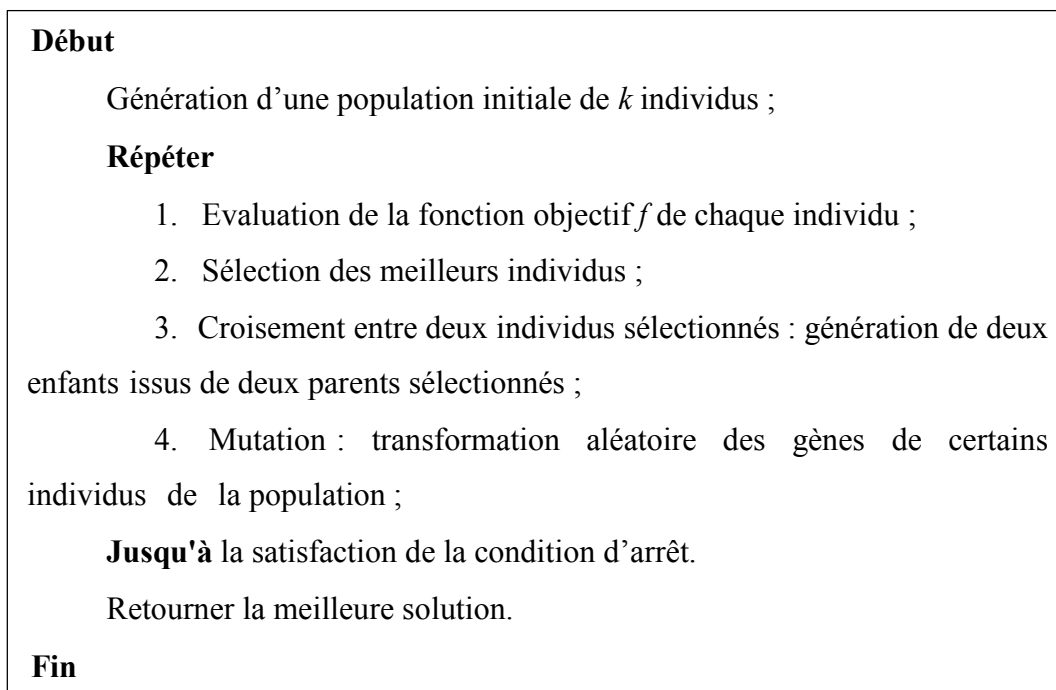 Début
Génération d'une population initiale de k individus ;
Répéter
1. Evaluation de la fonction objectif f de chaque individu ;
2. Sélection des meilleurs individus ;
3. Croisement entre deux individus sélectionnés : génération de deux
enfants issus de deux parents sélectionnés ;
4. Mutation : transformation aléatoire des gènes de certains
individus de la population ;
Jusqu'à la satisfaction de la condition d'arrêt.
Retourner la meilleure solution.
Fin